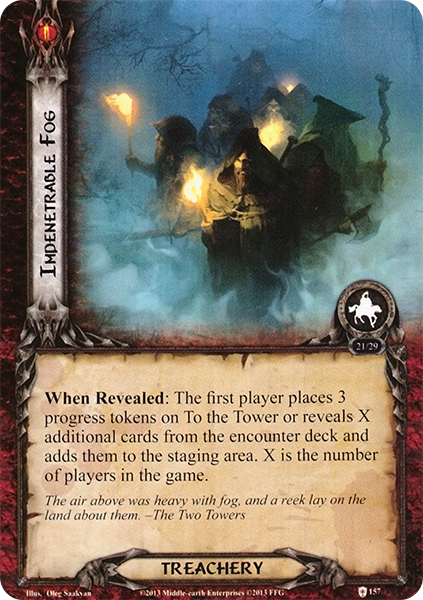 Impenetrable Fog
21/29
When Revealed: The first player places 3
progress tokens on To the Tower or reveals X
additional cards from the encounter deck and
adds them to the staging area. X is the number
of players in the game.
The air above was heavy with fog, and a reek lay on the
land about them. –The Two Towers
TREACHERY
Illus. Oleg Saakyan
©2013 Middle-earth Enterprises ©2013 FFG
157